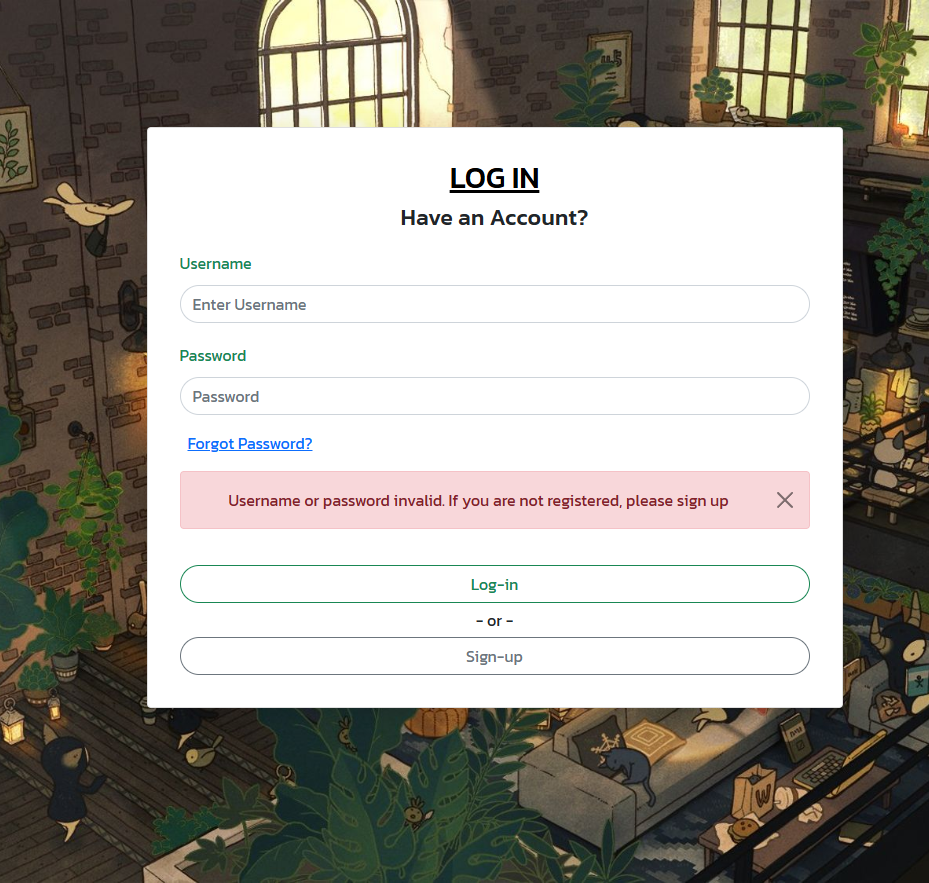 LOG IN
Have an Account?
Username
Enter Username
Password
Password
Forgot Password?
Username or password invalid. If you are not registered, please sign up
Log-in
- or -
Sign-up
W